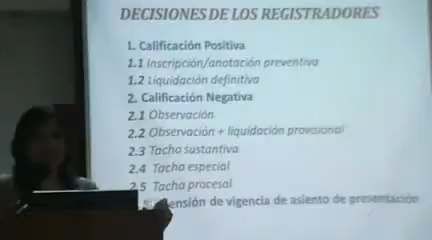 DECISIONES DE LOS REGISTRADORES
1. Calificación Positiva
1.1 Inscripción/anotación preventiva
1.2 Liquidación definitiva
2. Calificación Negativa
2.1 Observación
2.2 Observación + liquidación provisional
2.3 Tacha sustantiva
2.4 Tacha especial
2.5 Tacha procesal
de vigencia de asiento de presentación